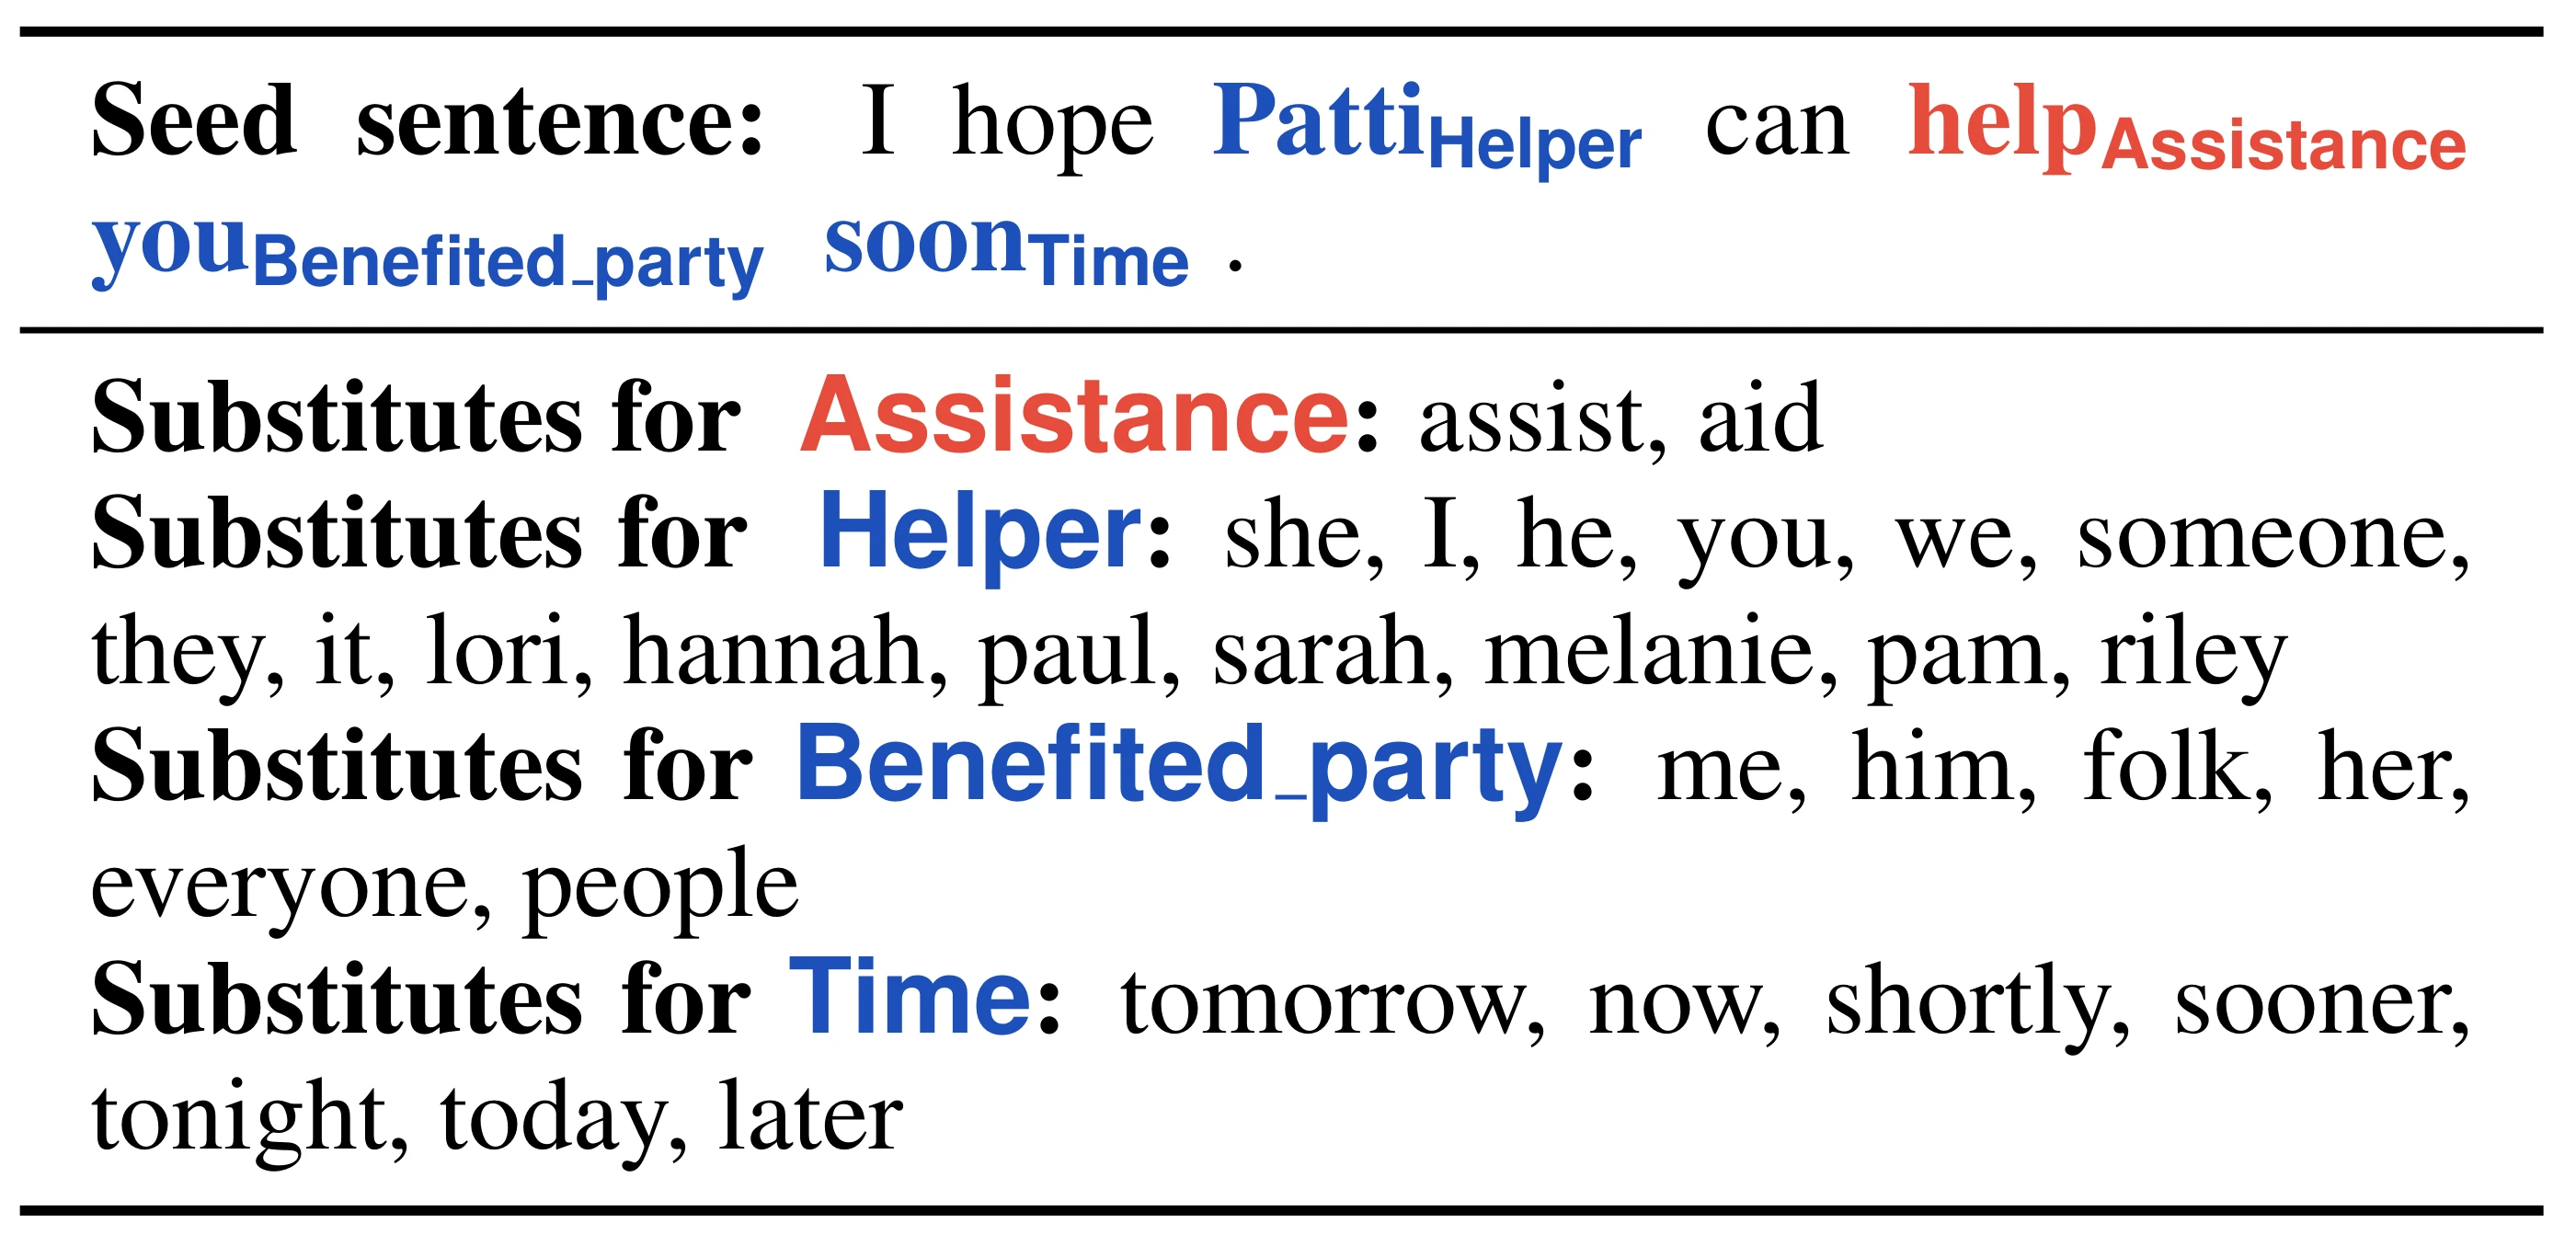 Seed sentence: I hope PattiHelper can helpAssistance
youBenefited_party soonTime .
Substitutes for Assistance: assist, aid
Substitutes for Helper: she, I, he, you, we, someone,
they, it, lori, hannah, paul, sarah, melanie, pam, riley
Substitutes for Benefited_party: me, him, folk, her,
everyone, people
Substitutes for Time: tomorrow, now, shortly, sooner,
tonight, today, later